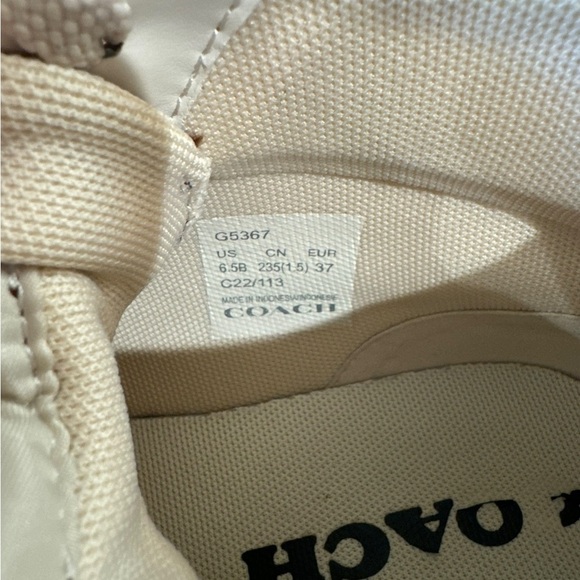 G5367
US CN EUR
6.5B 235(1.5) 37
C22/113
MADE IN INDONESIA/INDONESIE
COACH
OACH